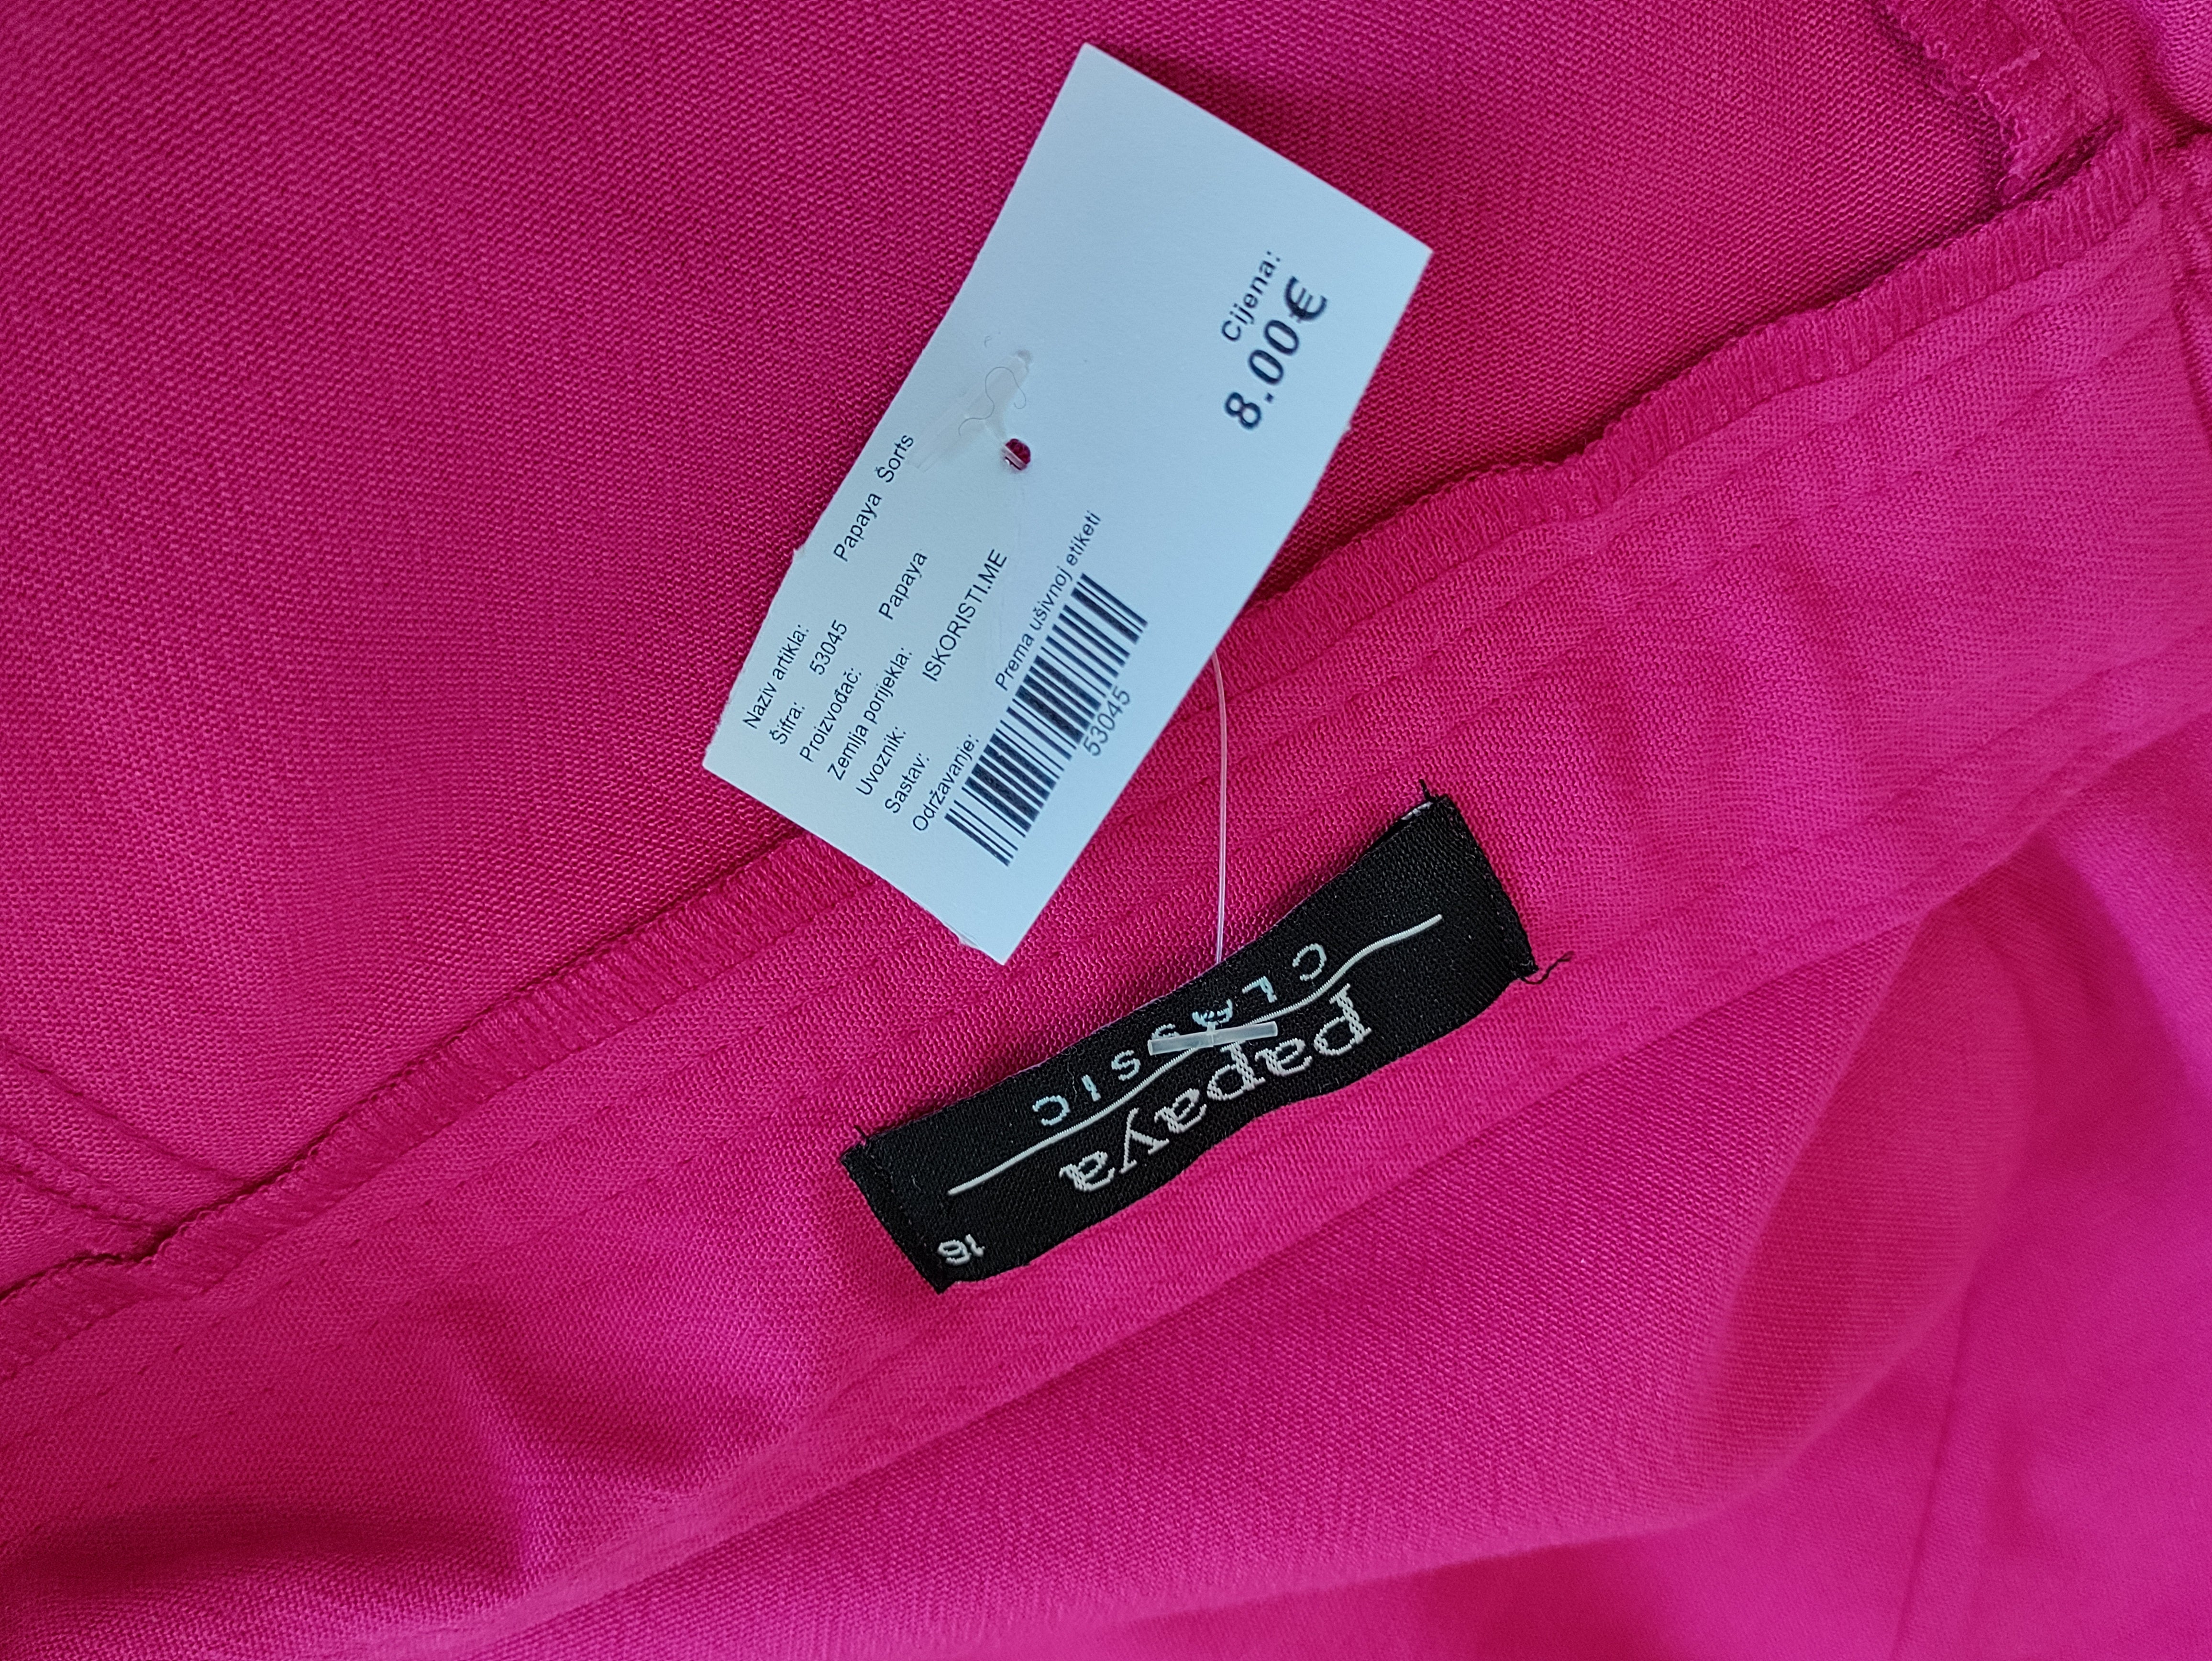 Naziv artikla: Papaya Šorts
Šifra: 53045
Proizvođač: Papaya
Zemlja porijekla:
Uvoznik: ISKORISTI.ME
Sastav:
Održavanje: Prema ušivnoj etiketi
53045
Cijena:
8.00€
papaya
CLASSIC
16